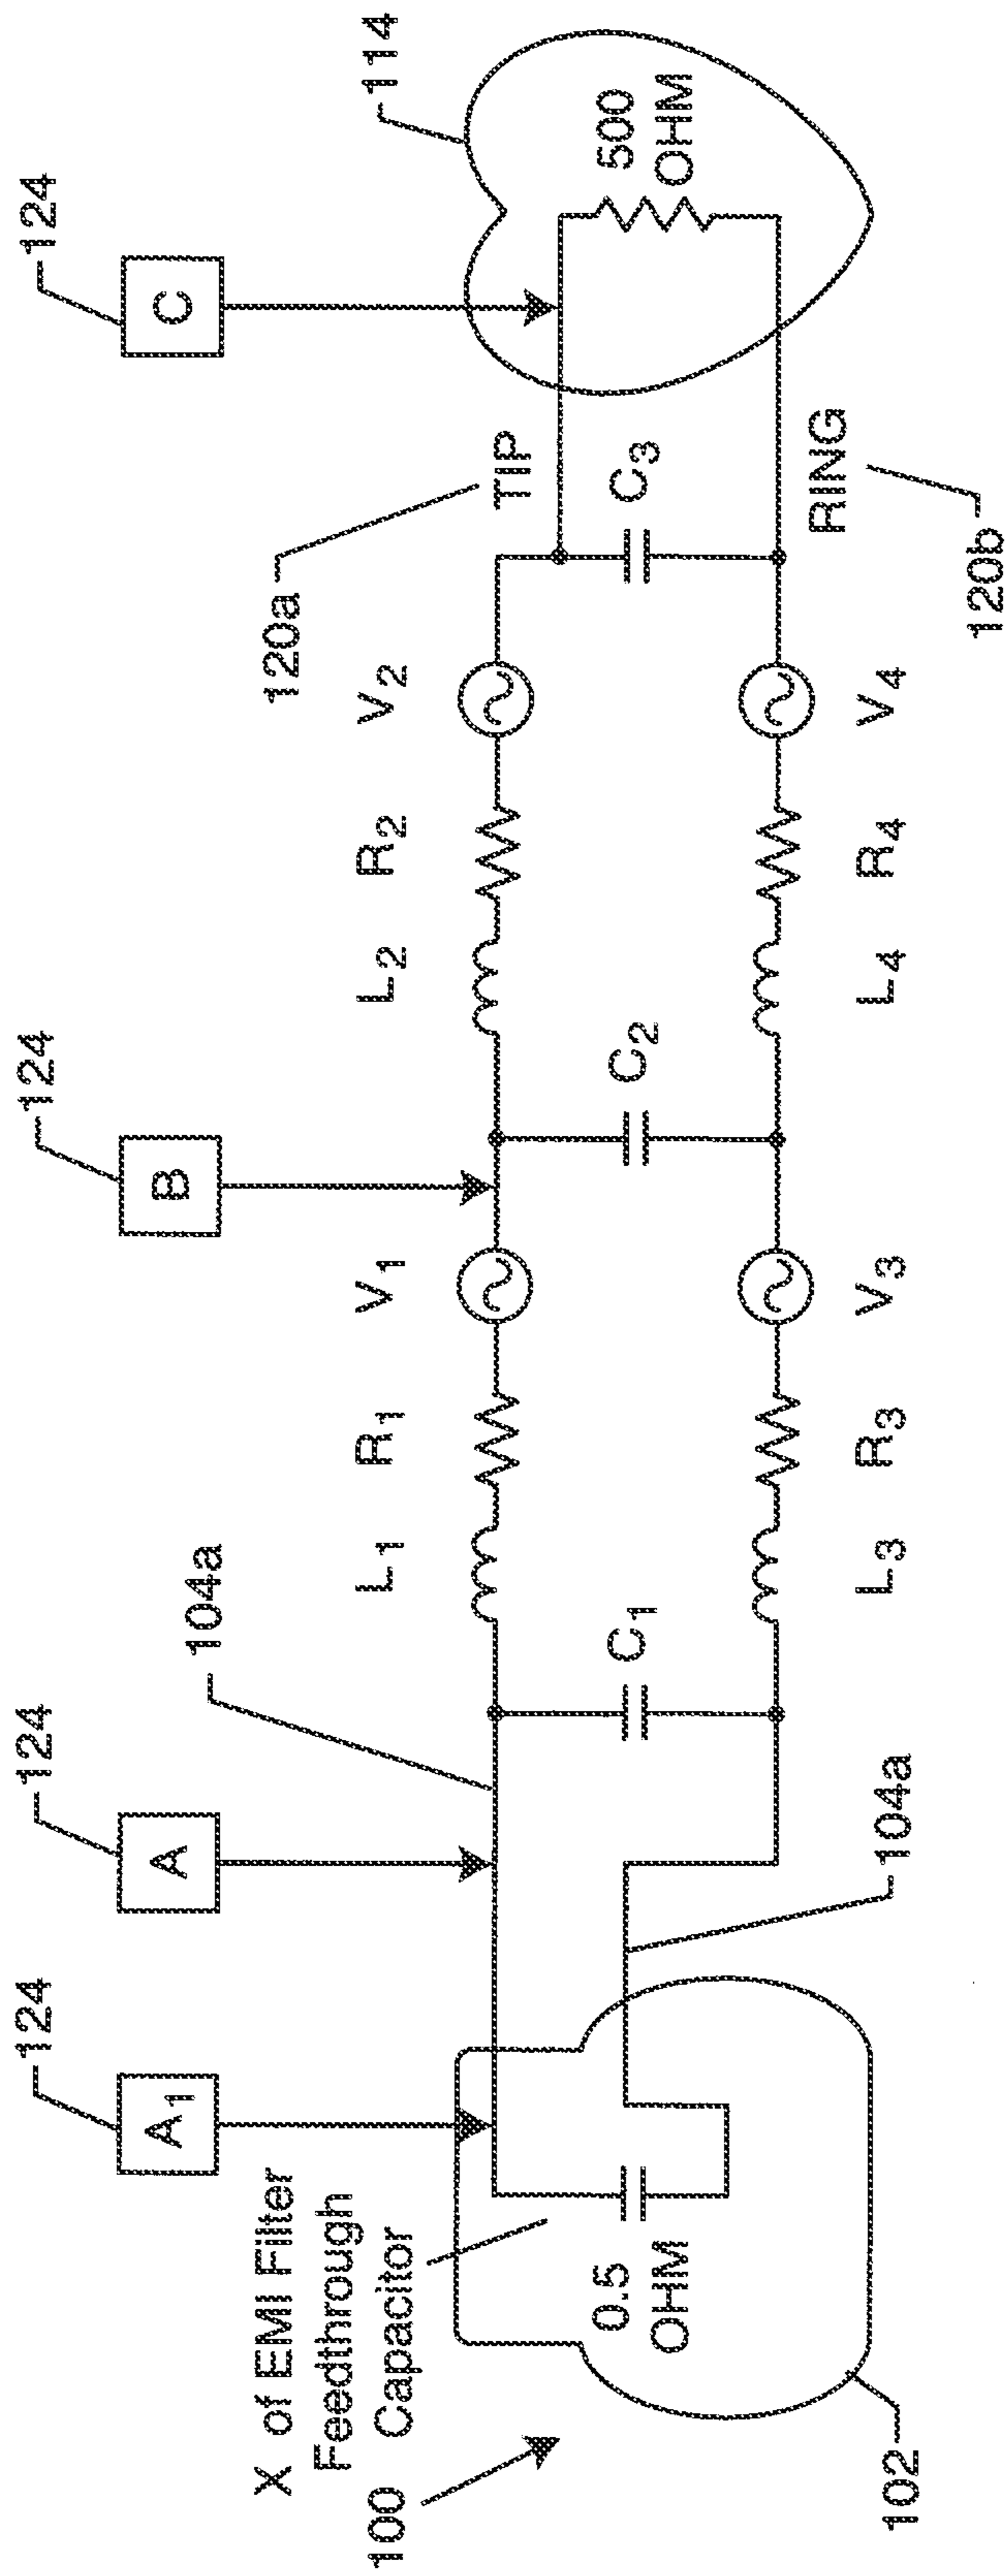 124
124
124
124
A₁
A
B
C
114
104a
120a
X of EMI Filter
Feedthrough
Capacitor
100
L₁
R₁
V₁
L₂
R₂
V₂
TIP
0.5
OHM
C₁
C₂
C₃
500
OHM
104a
L₃
R₃
V₃
L₄
R₄
V₄
RING
102
120b